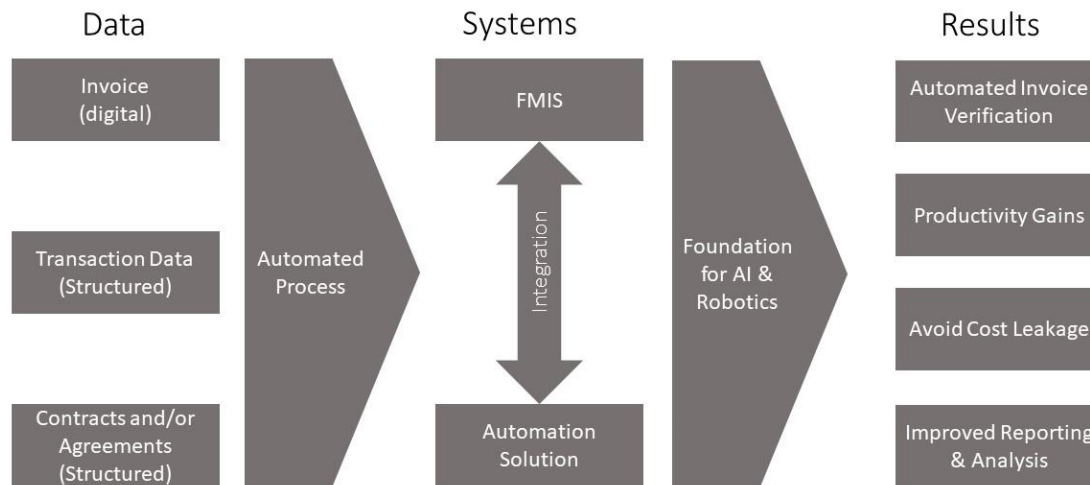 Data
Systems
Results
Invoice
(digital)
Transaction Data
(Structured)
Contracts and/or
Agreements
(Structured)
Automated
Process
FMIS
Integration
Automation
Solution
Foundation
for AI &
Robotics
Automated Invoice
Verification
Productivity Gains
Avoid Cost Leakage
Improved Reporting
& Analysis